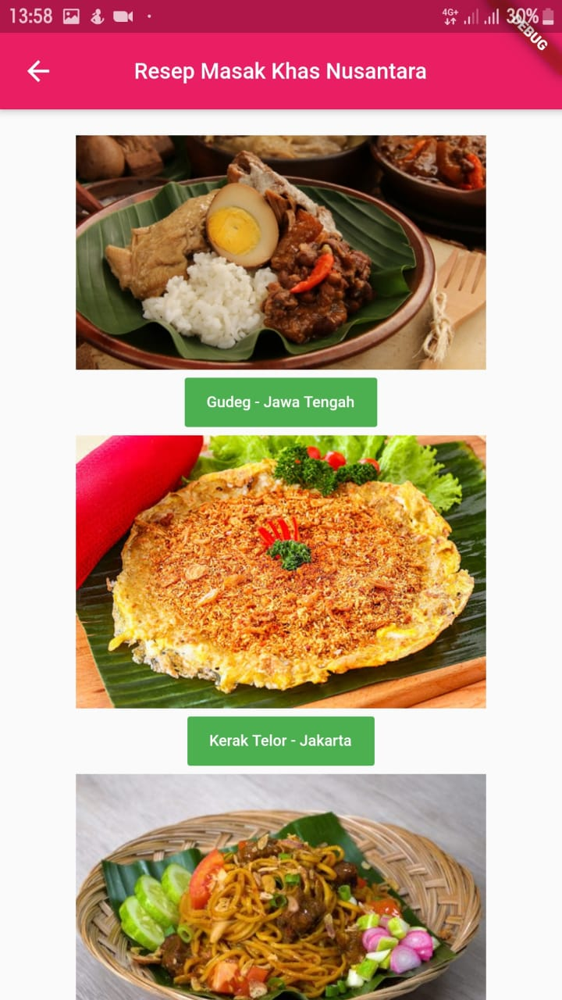 13:58
4G+
30%
DEBUG
Resep Masak Khas Nusantara
Gudeg - Jawa Tengah
Kerak Telor - Jakarta